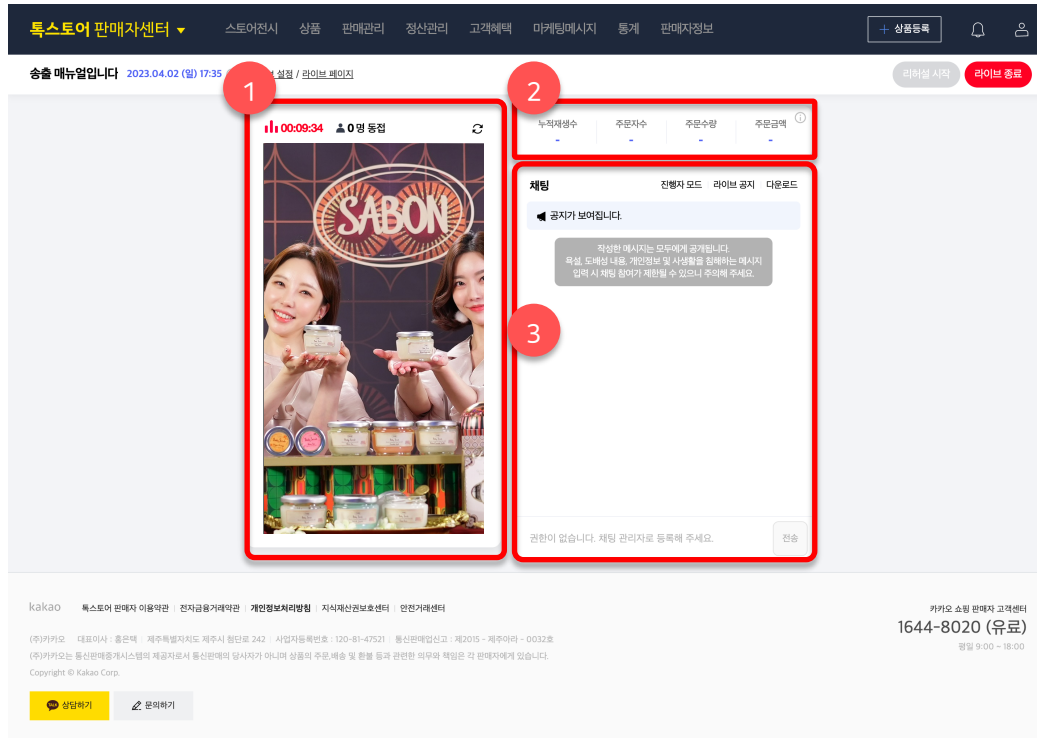 톡스토어 판매자센터 ▼ 스토어전시 상품 판매관리 정산관리 고객혜택 마케팅메시지 통계 판매자정보 + 상품등록
송출 매뉴얼입니다 2023.04.02 (일) 17:35 설정 / 라이브 페이지 리허설 시작 라이브 종료
1
2
00:09:34 0명 동접
SABON
누적재생수 주문자수 주문수량 주문금액
- - - -
채팅 진행자 모드 라이브 공지 다운로드
공지가 보여집니다.
작성한 메시지는 모두에게 공개됩니다.
욕설, 도배성 내용, 개인정보 및 사생활을 침해하는 메시지
입력 시 채팅 참여가 제한될 수 있으니 주의해 주세요.
3
권한이 없습니다. 채팅 관리자로 등록해 주세요. 전송
kakao 톡스토어 판매자 이용약관 전자금융거래약관 개인정보처리방침 지식재산권보호센터 안전거래센터
(주)카카오 대표이사 : 홍은택 제주특별자치도 제주시 첨단로 242 사업자등록번호 : 120-81-47521 통신판매업신고 : 제2015 - 제주아라 - 0032호
(주)카카오는 통신판매중개시스템의 제공자로서 통신판매의 당사자가 아니며 상품의 주문,배송 및 환불 등과 관련한 의무와 책임은 각 판매자에게 있습니다.
Copyright © Kakao Corp.
카카오 쇼핑 판매자 고객센터
1644-8020 (유료)
평일 9:00 ~ 18:00
상담하기 문의하기